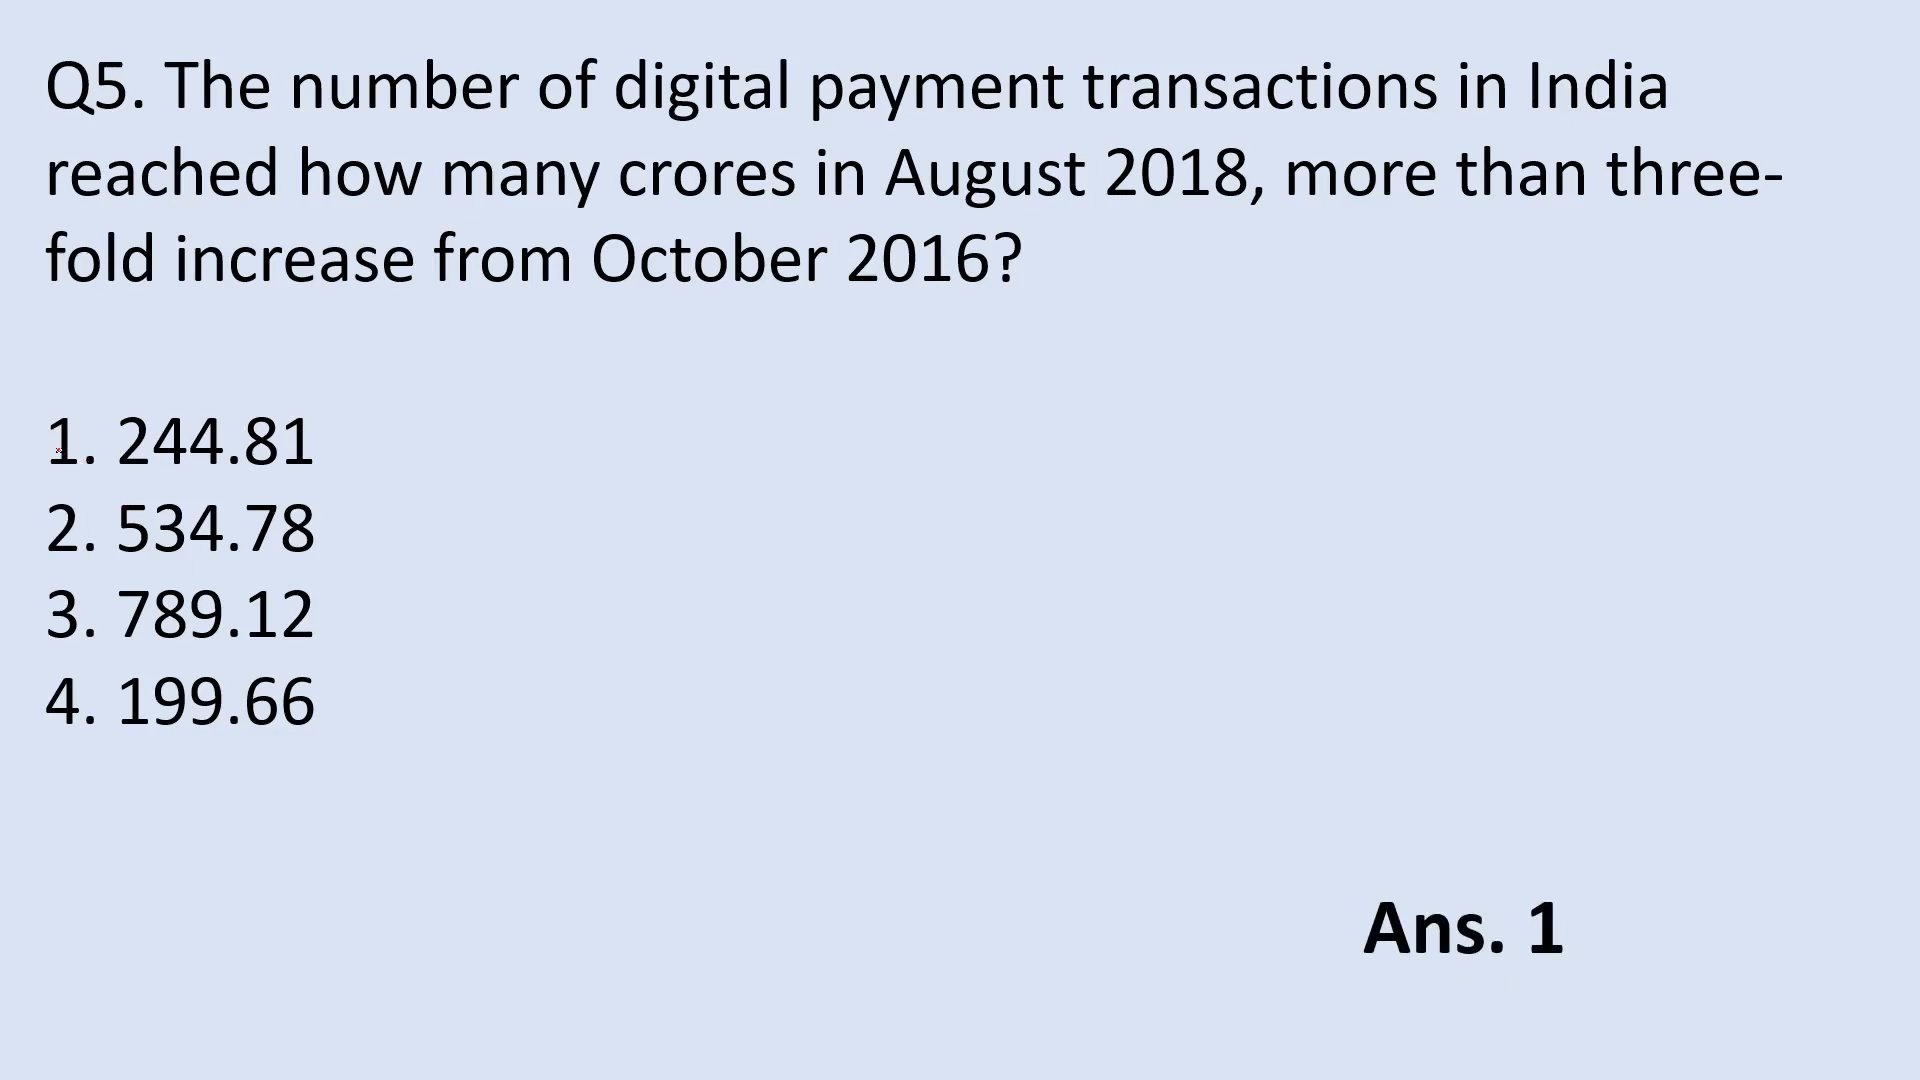 Q5. The number of digital payment transactions in India
reached how many crores in August 2018, more than three-
fold increase from October 2016?
1. 244.81
2. 534.78
3. 789.12
4. 199.66
Ans. 1